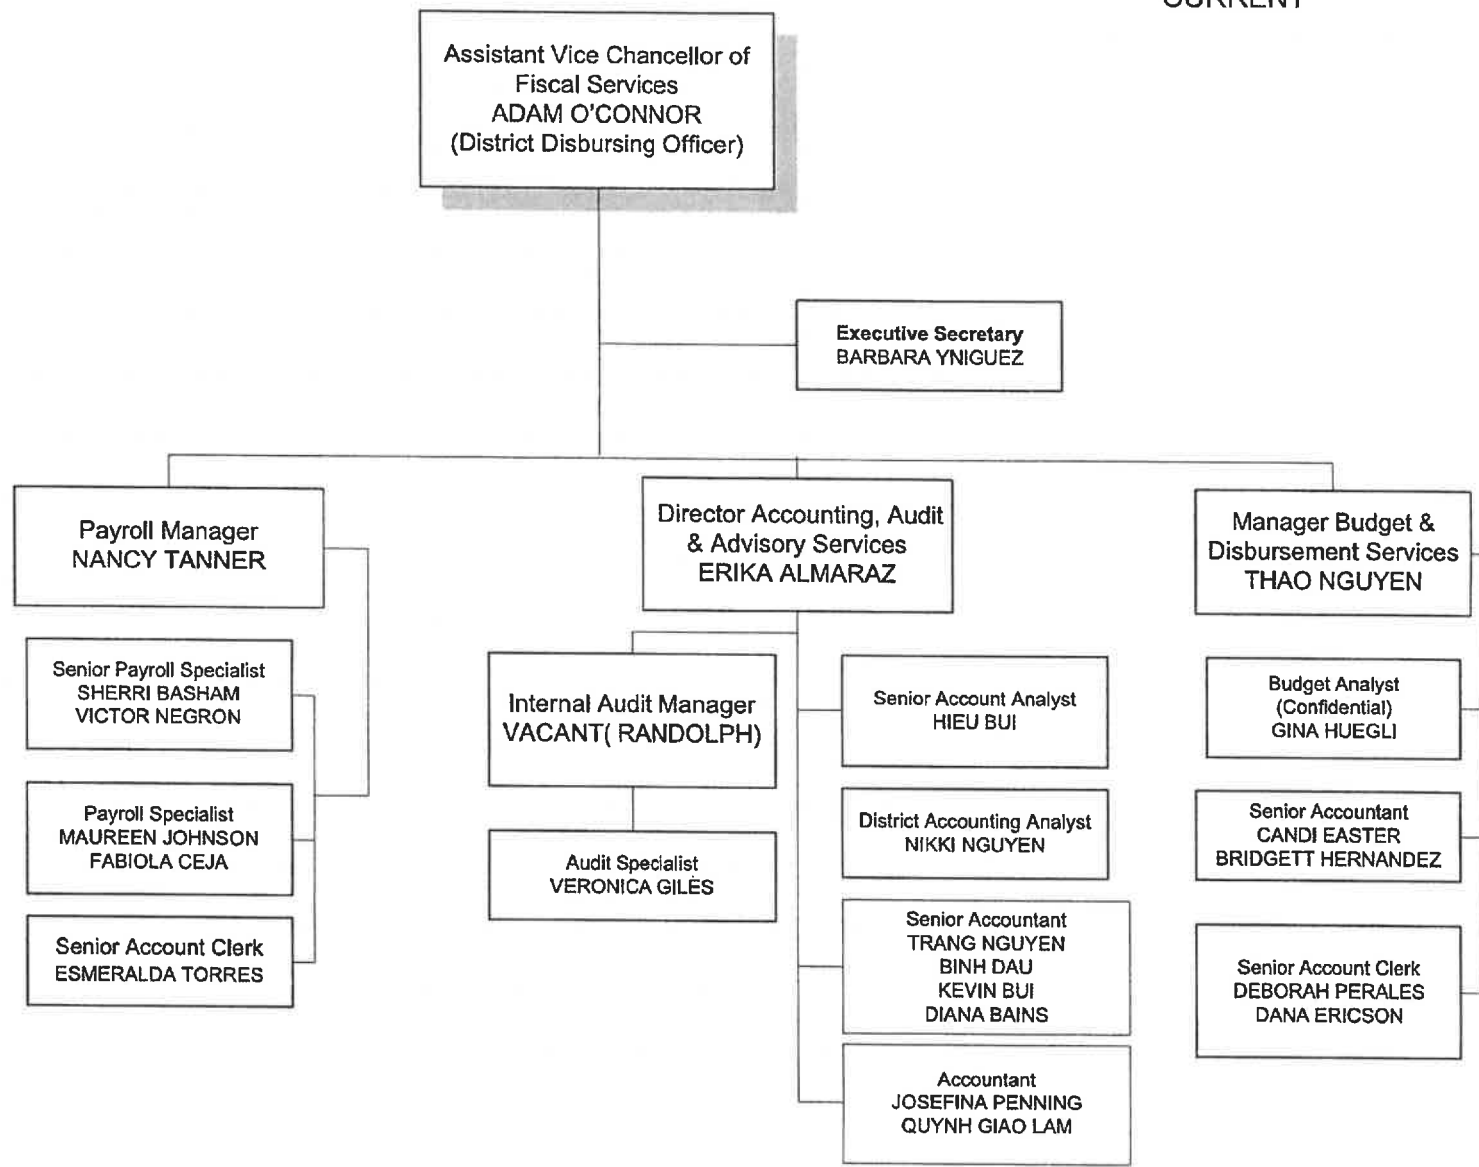 CURRENT
Assistant Vice Chancellor of
Fiscal Services
ADAM O'CONNOR
(District Disbursing Officer)
Executive Secretary
BARBARA YNIGUEZ
Payroll Manager
NANCY TANNER
Senior Payroll Specialist
SHERRI BASHAM
VICTOR NEGRON
Payroll Specialist
MAUREEN JOHNSON
FABIOLA CEJA
Senior Account Clerk
ESMERALDA TORRES
Director Accounting, Audit
& Advisory Services
ERIKA ALMARAZ
Internal Audit Manager
VACANT( RANDOLPH)
Audit Specialist
VERONICA GILES
Senior Account Analyst
HIEU BUI
District Accounting Analyst
NIKKI NGUYEN
Senior Accountant
TRANG NGUYEN
BINH DAU
KEVIN BUI
DIANA BAINS
Accountant
JOSEFINA PENNING
QUYNH GIAO LAM
Manager Budget &
Disbursement Services
THAO NGUYEN
Budget Analyst
(Confidential)
GINA HUEGLI
Senior Accountant
CANDI EASTER
BRIDGETT HERNANDEZ
Senior Account Clerk
DEBORAH PERALES
DANA ERICSON